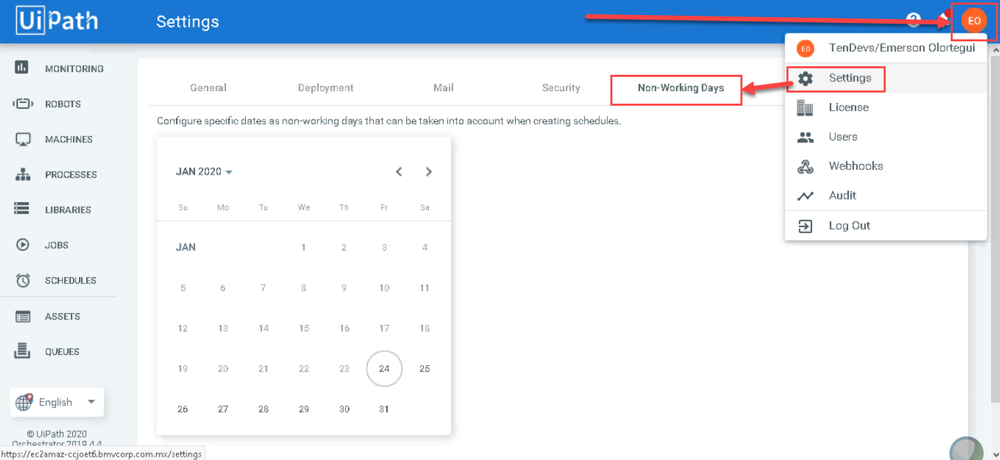 UiPath
Settings
EO
EO TenDevs/Emerson Olortegui
Settings
License
Users
Webhooks
Audit
Log Out
MONITORING
ROBOTS
MACHINES
PROCESSES
LIBRARIES
JOBS
SCHEDULES
ASSETS
QUEUES
English
© UiPath 2020
Orchestrator 2019.4.4
https://ec2amaz-ccjoet6.bmvcorp.com.mx/settings
General Deployment Mail Security Non-Working Days
Configure specific dates as non-working days that can be taken into account when creating schedules.
JAN 2020
Su Mo Tu We Th Fr Sa
JAN 1 2 3 4
5 6 7 8 9 10 11
12 13 14 15 16 17 18
19 20 21 22 23 24 25
26 27 28 29 30 31